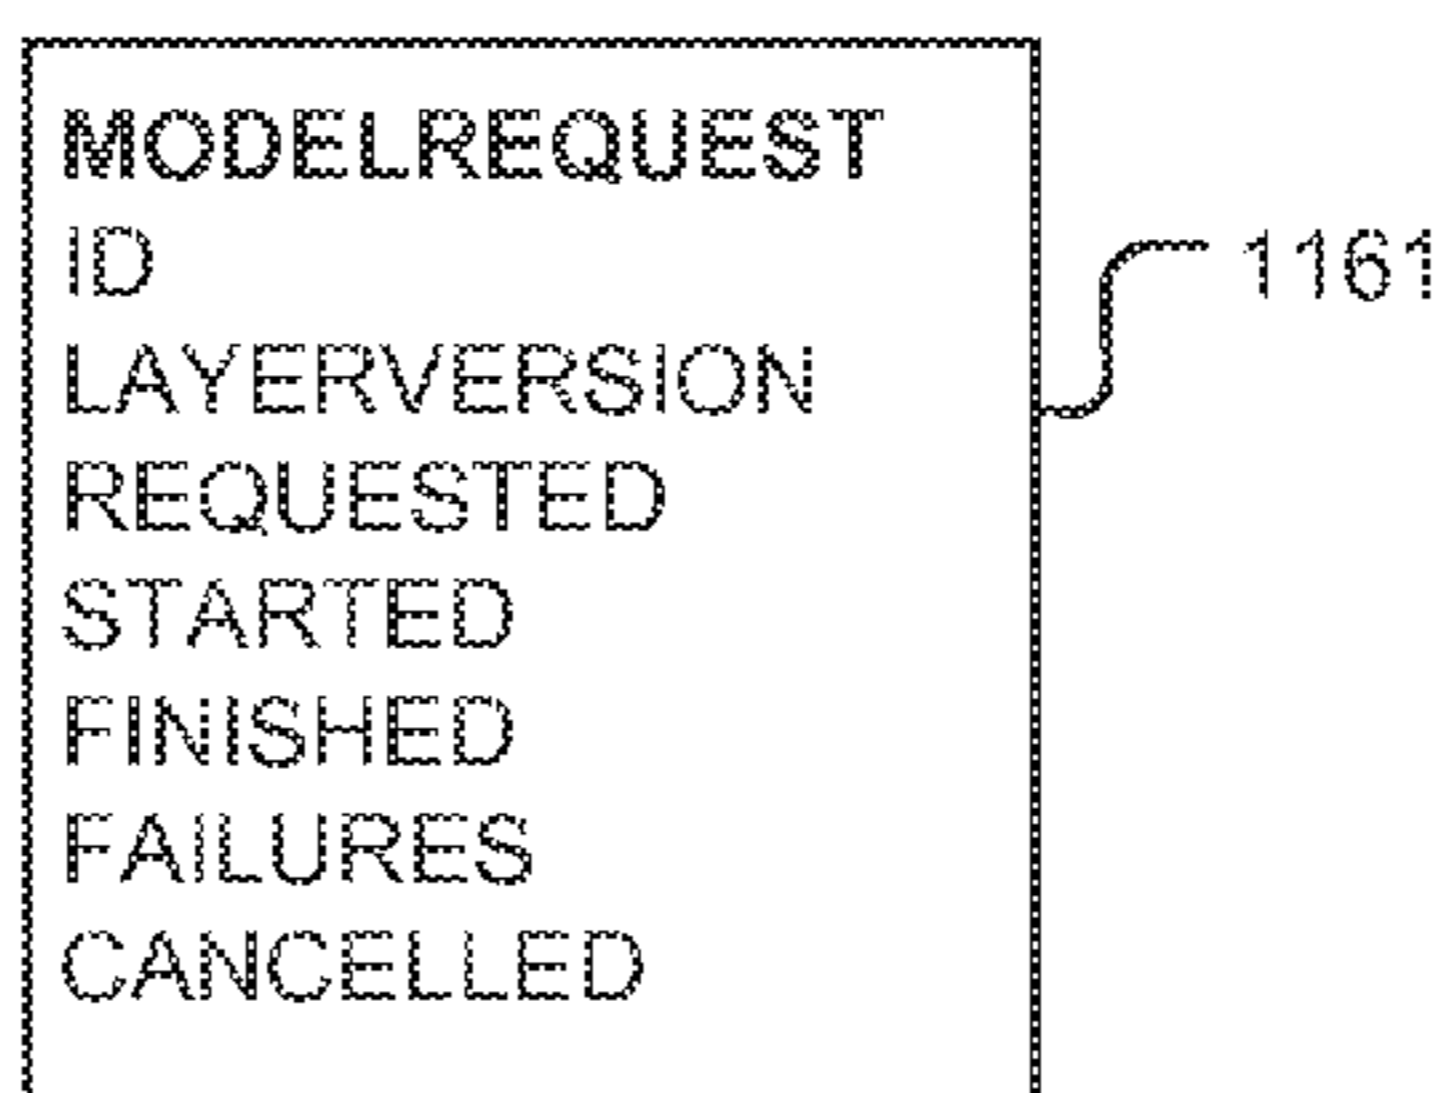 MODELREQUEST
ID
LAYERVERSION
REQUESTED
STARTED
FINISHED
FAILURES
CANCELLED
1161